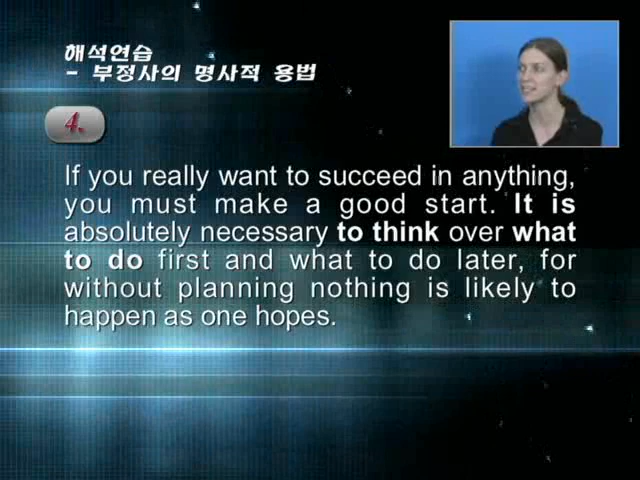 해석연습
- 부정사의 명사적 용법
4.
If you really want to succeed in anything,
you must make a good start. It is
absolutely necessary to think over what
to do first and what to do later, for
without planning nothing is likely to
happen as one hopes.